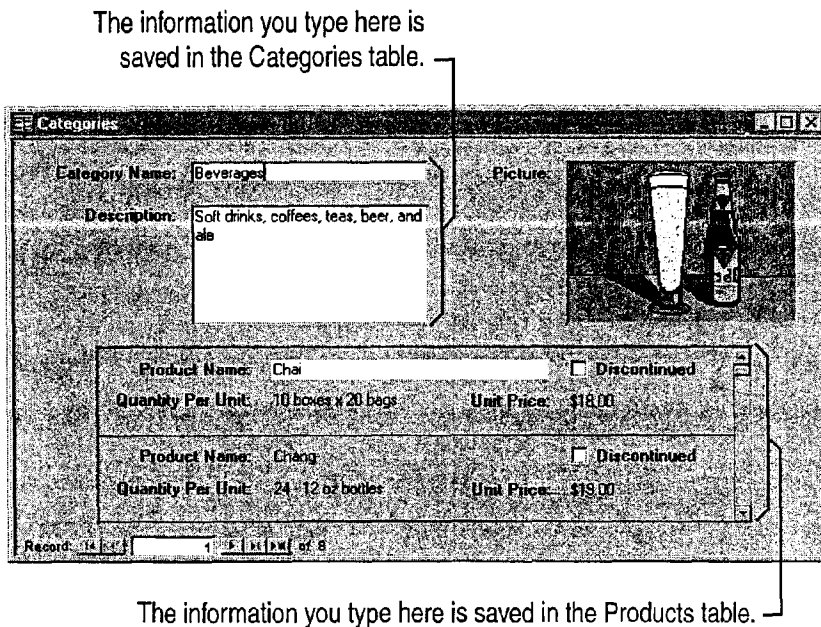 The information you type here is
saved in the Categories table.
Categories
Category Name: Beverages Picture:
Description: Soft drinks, coffees, teas, beer, and
ale
Product Name: Chai Discontinued
Quantity Per Unit: 10 boxes x 20 bags Unit Price: $18.00
Product Name: Chang Discontinued
Quantity Per Unit: 24 - 12 oz bottles Unit Price: $19.00
Record: 1 of 8
The information you type here is saved in the Products table.